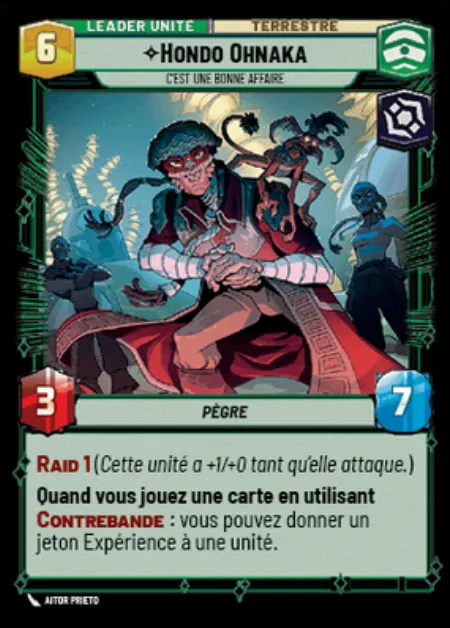 LEADER UNITÉ
TERRESTRE
6
✧HONDO OHNAKA
C'EST UNE BONNE AFFAIRE
3
PÈGRE
7
RAID 1 (Cette unité a +1/+0 tant qu'elle attaque.)
Quand vous jouez une carte en utilisant
CONTREBANDE : vous pouvez donner un
jeton Expérience à une unité.
AITOR PRIETO